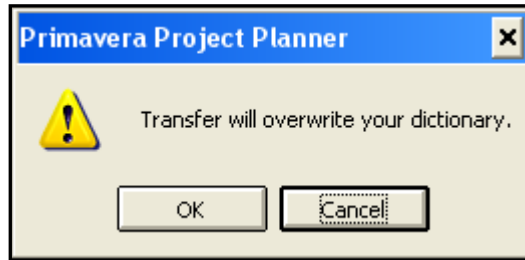 Primavera Project Planner
Transfer will overwrite your dictionary.
OK
Cancel